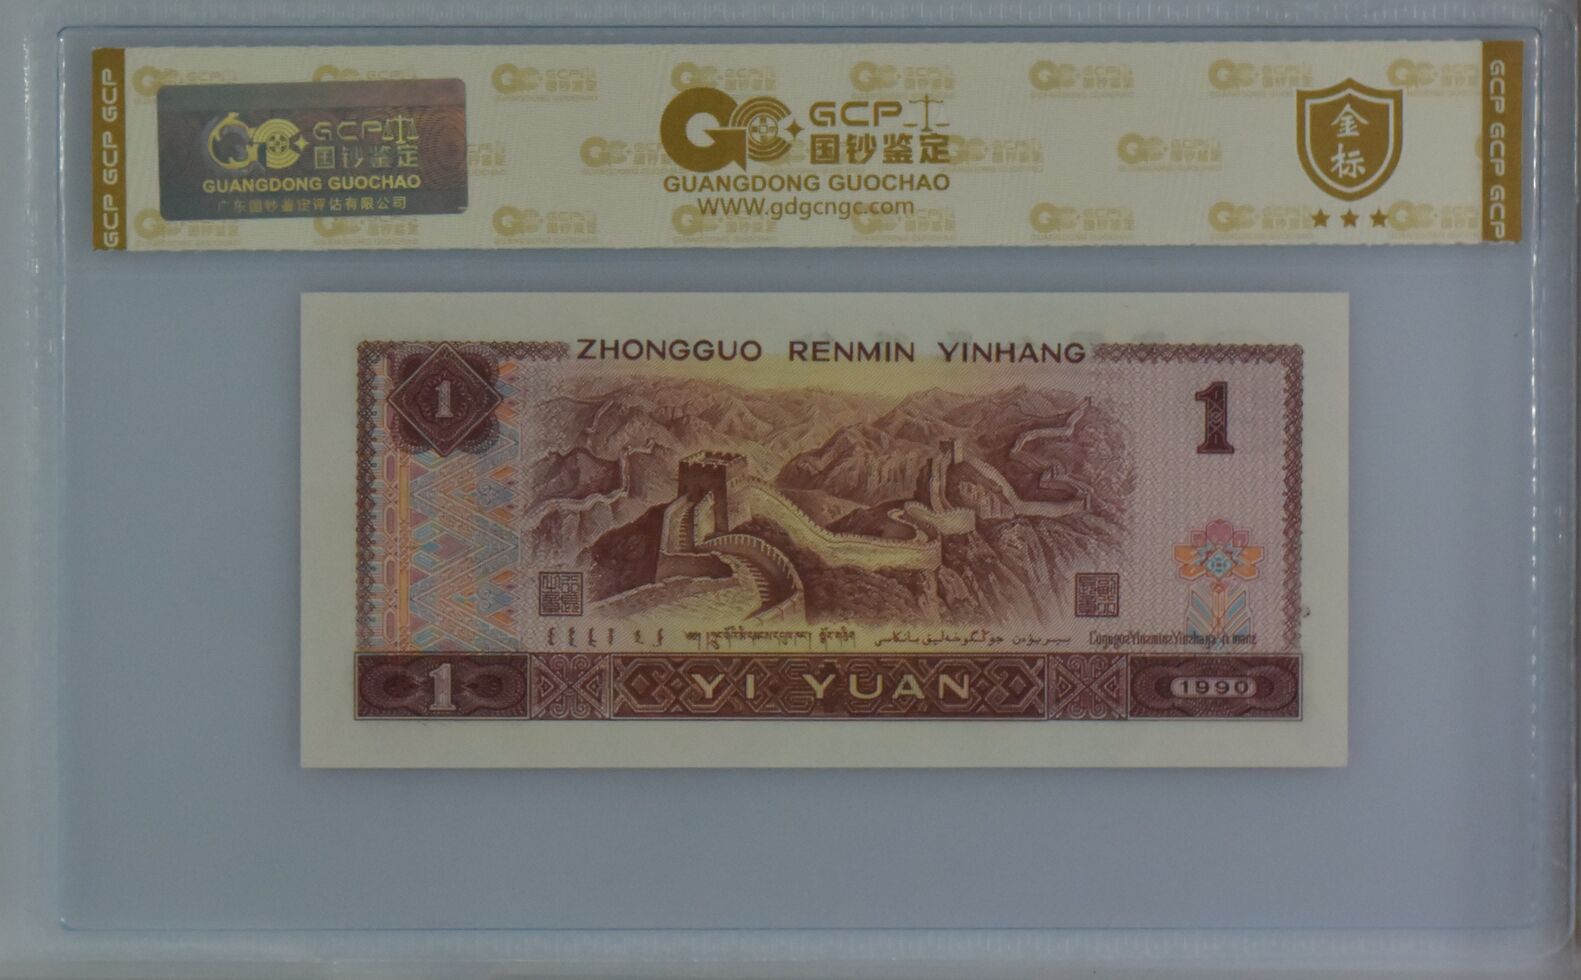 GCP GCP GCP
GCP
国钞鉴定
GUANGDONG GUOCHAO
广东国钞鉴定评估有限公司
GCP
国钞鉴定
GUANGDONG GUOCHAO
www.gdgcngc.com
金标
GCP GCP GCP
ZHONGGUO RENMIN YINHANG
1
1
1
YI YUAN
1990